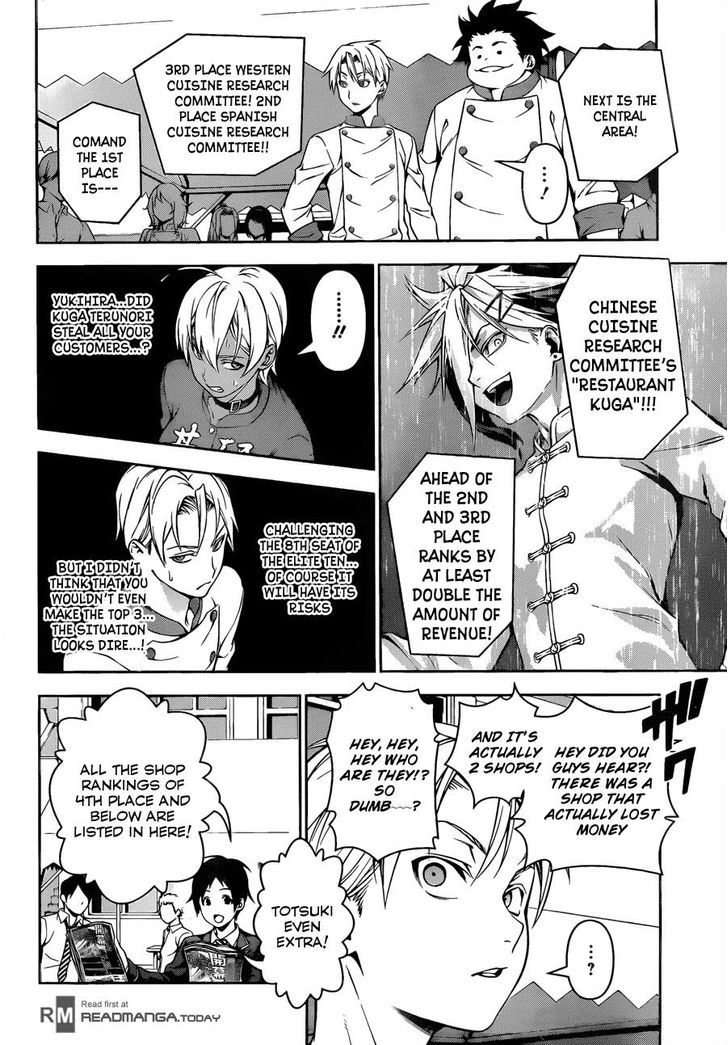 NEXT IS THE
CENTRAL
AREA!
...
3RD PLACE WESTERN
CUISINE RESEARCH
COMMITTEE! 2ND
PLACE SPANISH
CUISINE RESEARCH
COMMITTEE!!
COMAND
THE 1ST
PLACE
IS---
CHINESE
CUISINE
RESEARCH
COMMITTEE'S
"RESTAURANT
KUGA"!!!
AHEAD OF
THE 2ND
AND 3RD
PLACE
RANKS BY
AT LEAST
DOUBLE THE
AMOUNT OF
REVENUE!
...!!
YUKIHIRA...DID
KUGA TERUNORI
STEAL ALL YOUR
CUSTOMERS...?
CHALLENGING
THE 8TH SEAT OF
THE ELITE TEN...
OF COURSE IT
WILL HAVE ITS
RISKS
BUT I DIDN'T
THINK THAT YOU
WOULDN'T EVEN
MAKE THE TOP 3...
THE SITUATION
LOOKS DIRE...!
HEY DID YOU
GUYS HEAR?!
THERE WAS A
SHOP THAT
ACTUALLY LOST
MONEY
AND IT'S
ACTUALLY
2 SHOPS!
HEY, HEY,
HEY WHO
ARE THEY!?
SO
DUMB~~?
...?
ALL THE SHOP
RANKINGS OF
4TH PLACE AND
BELOW ARE
LISTED IN HERE!
TOTSUKI
EVEN
EXTRA!
RM
Read first at
READMANGA.TODAY